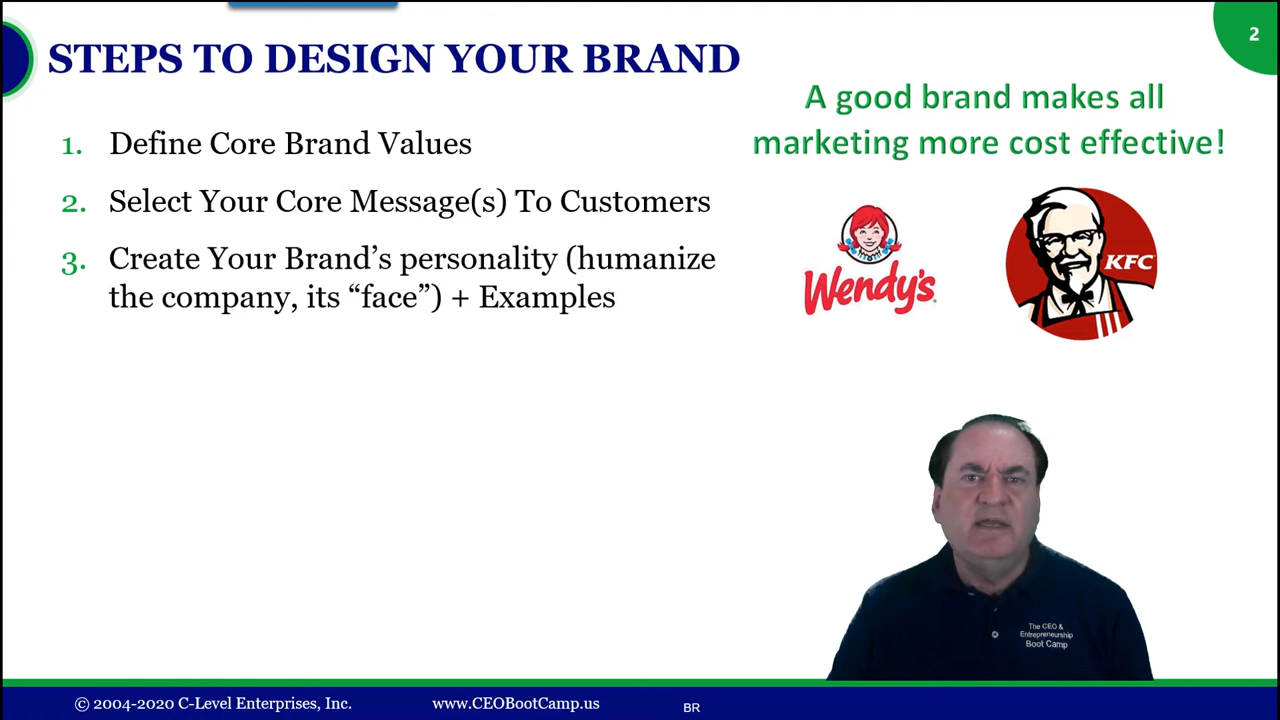 2
STEPS TO DESIGN YOUR BRAND
A good brand makes all
marketing more cost effective!
1. Define Core Brand Values
2. Select Your Core Message(s) To Customers
3. Create Your Brand’s personality (humanize
the company, its “face”) + Examples
Wendy's
KFC
The CEO &
Entrepreneurship
Boot Camp
© 2004-2020 C-Level Enterprises, Inc.
www.CEOBootCamp.us
BR